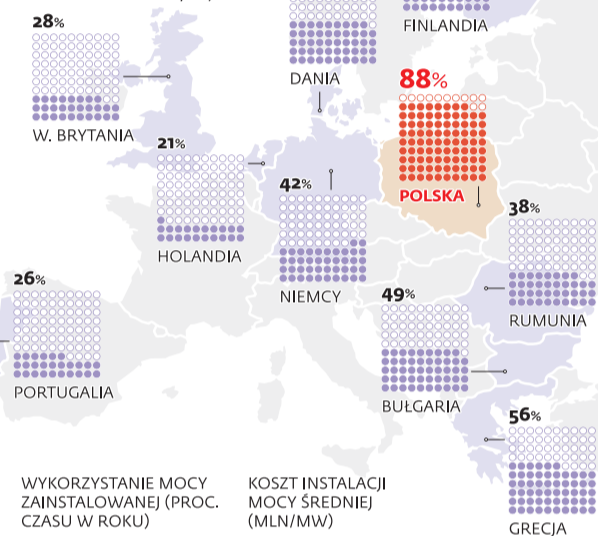 28%
W. BRYTANIA
DANIA
FINLANDIA
88%
POLSKA
21%
HOLANDIA
42%
NIEMCY
38%
RUMUNIA
26%
PORTUGALIA
49%
BUŁGARIA
56%
GRECJA
WYKORZYSTANIE MOCY
ZAINSTALOWANEJ (PROC.
CZASU W ROKU)
KOSZT INSTALACJI
MOCY ŚREDNIEJ
(MLN/MW)